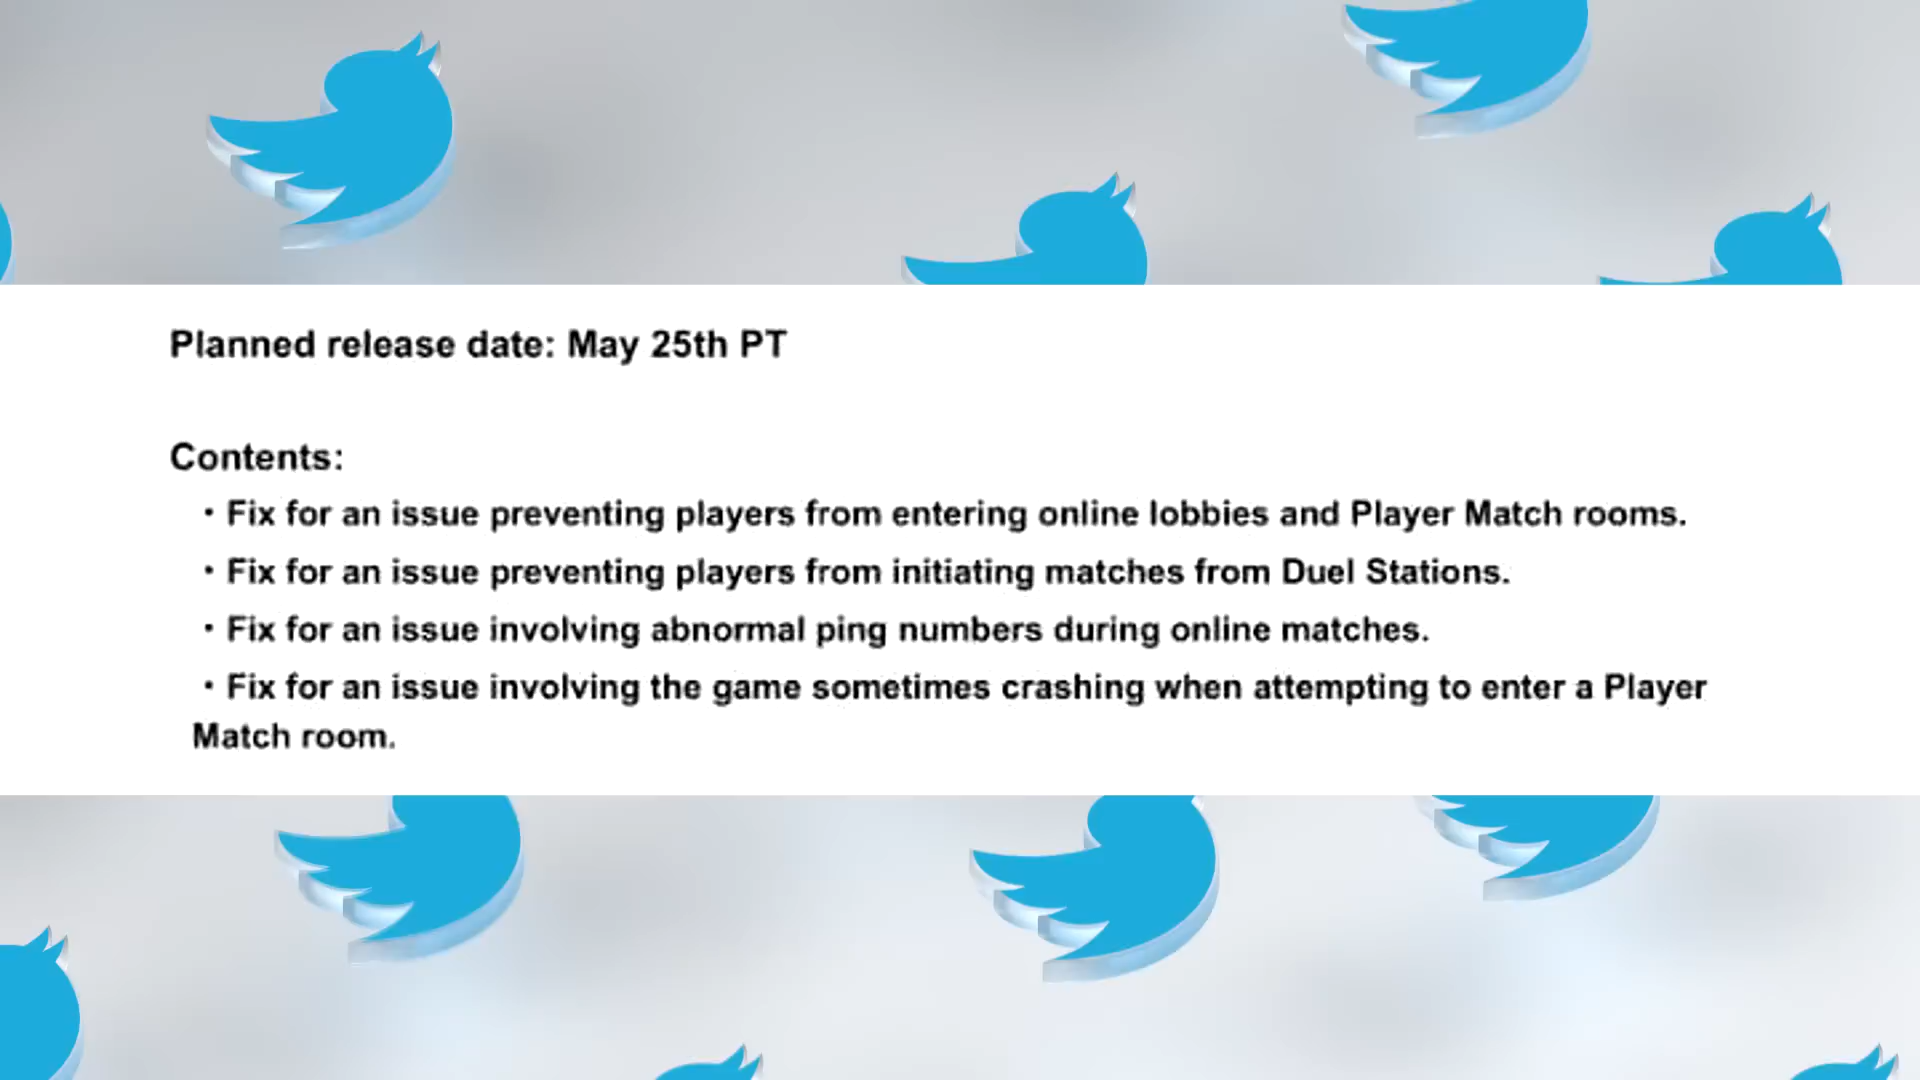 Planned release date: May 25th PT
Contents:
・Fix for an issue preventing players from entering online lobbies and Player Match rooms.
・Fix for an issue preventing players from initiating matches from Duel Stations.
・Fix for an issue involving abnormal ping numbers during online matches.
・Fix for an issue involving the game sometimes crashing when attempting to enter a Player
Match room.